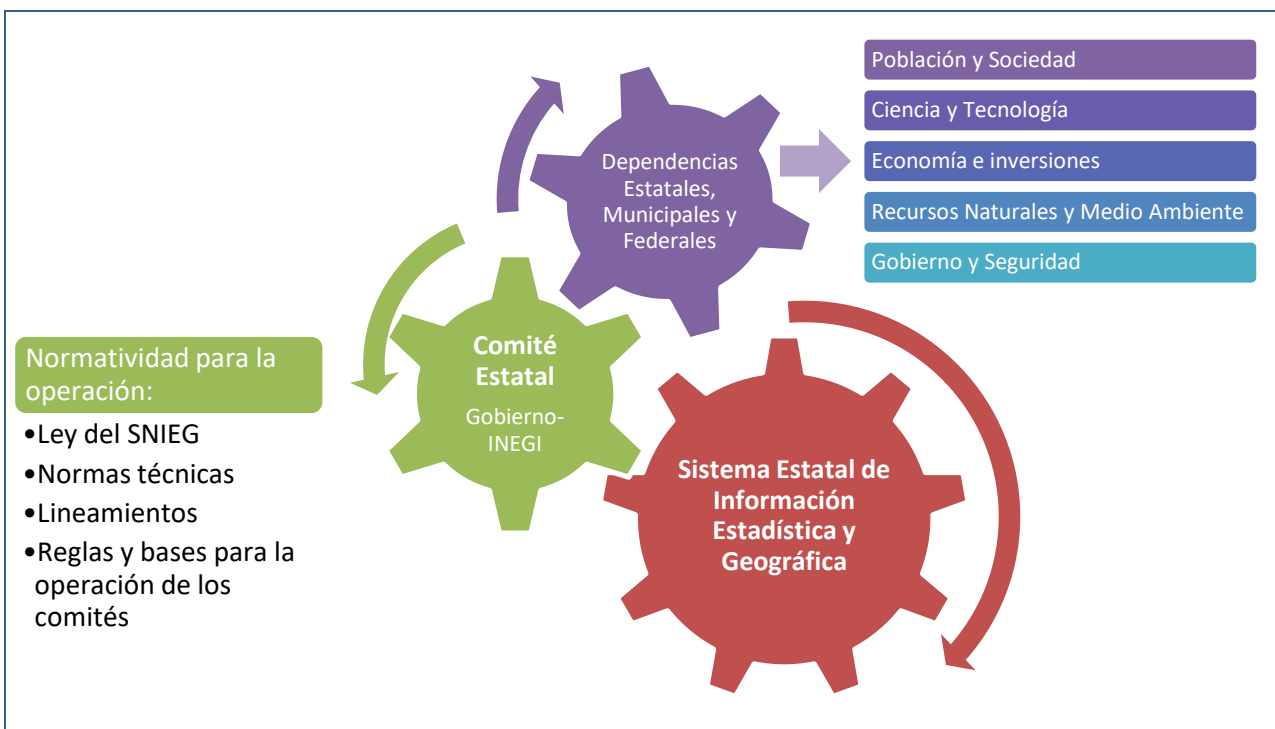 Población y Sociedad
Ciencia y Tecnología
Economía e inversiones
Recursos Naturales y Medio Ambiente
Gobierno y Seguridad
Dependencias
Estatales,
Municipales y
Federales
Comité
Estatal
Gobierno-
INEGI
Normatividad para la
operación:
•Ley del SNIEG
•Normas técnicas
•Lineamientos
•Reglas y bases para la
operación de los
comités
Sistema Estatal de
Información
Estadística y
Geográfica